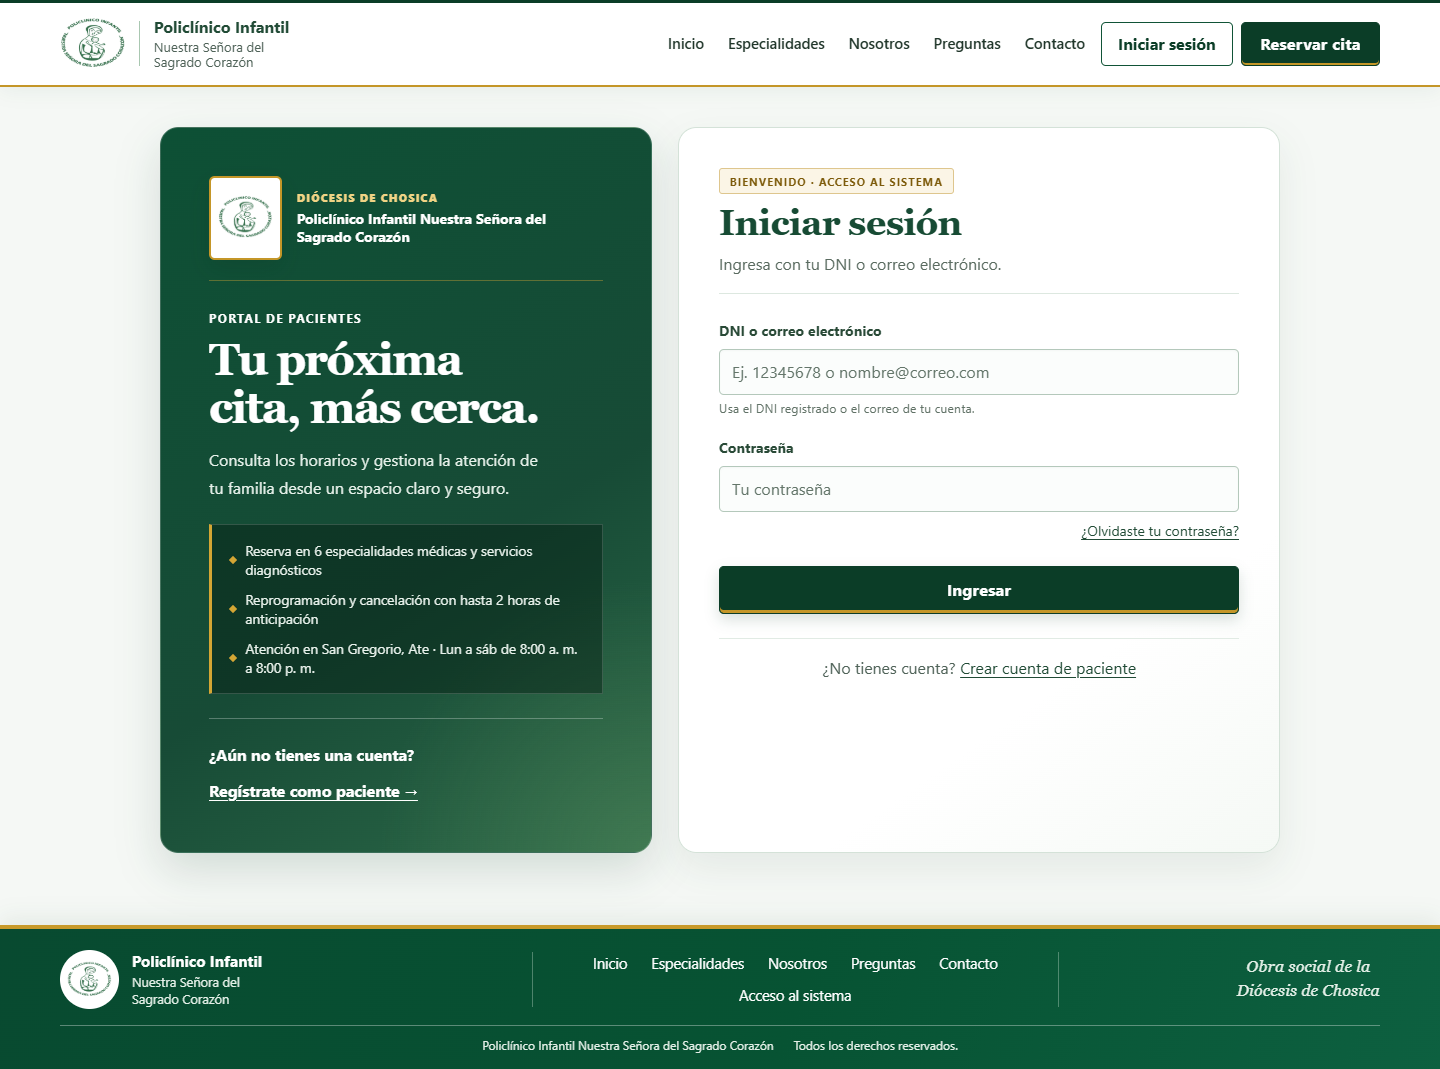 Policlínico Infantil
Nuestra Señora del
Sagrado Corazón
Inicio
Especialidades
Nosotros
Preguntas
Contacto
Iniciar sesión
Reservar cita
DIÓCESIS DE CHOSICA
Policlínico Infantil Nuestra Señora del
Sagrado Corazón
PORTAL DE PACIENTES
Tu próxima
cita, más cerca.
Consulta los horarios y gestiona la atención de
tu familia desde un espacio claro y seguro.
Reserva en 6 especialidades médicas y servicios
diagnósticos
Reprogramación y cancelación con hasta 2 horas de
anticipación
Atención en San Gregorio, Ate · Lun a sáb de 8:00 a. m.
a 8:00 p. m.
¿Aún no tienes una cuenta?
Regístrate como paciente →
BIENVENIDO · ACCESO AL SISTEMA
Iniciar sesión
Ingresa con tu DNI o correo electrónico.
DNI o correo electrónico
Ej. 12345678 o nombre@correo.com
Usa el DNI registrado o el correo de tu cuenta.
Contraseña
Tu contraseña
¿Olvidaste tu contraseña?
Ingresar
¿No tienes cuenta? Crear cuenta de paciente
Policlínico Infantil
Nuestra Señora del
Sagrado Corazón
Inicio
Especialidades
Nosotros
Preguntas
Contacto
Acceso al sistema
Obra social de la
Diócesis de Chosica
Policlínico Infantil Nuestra Señora del Sagrado Corazón
Todos los derechos reservados.